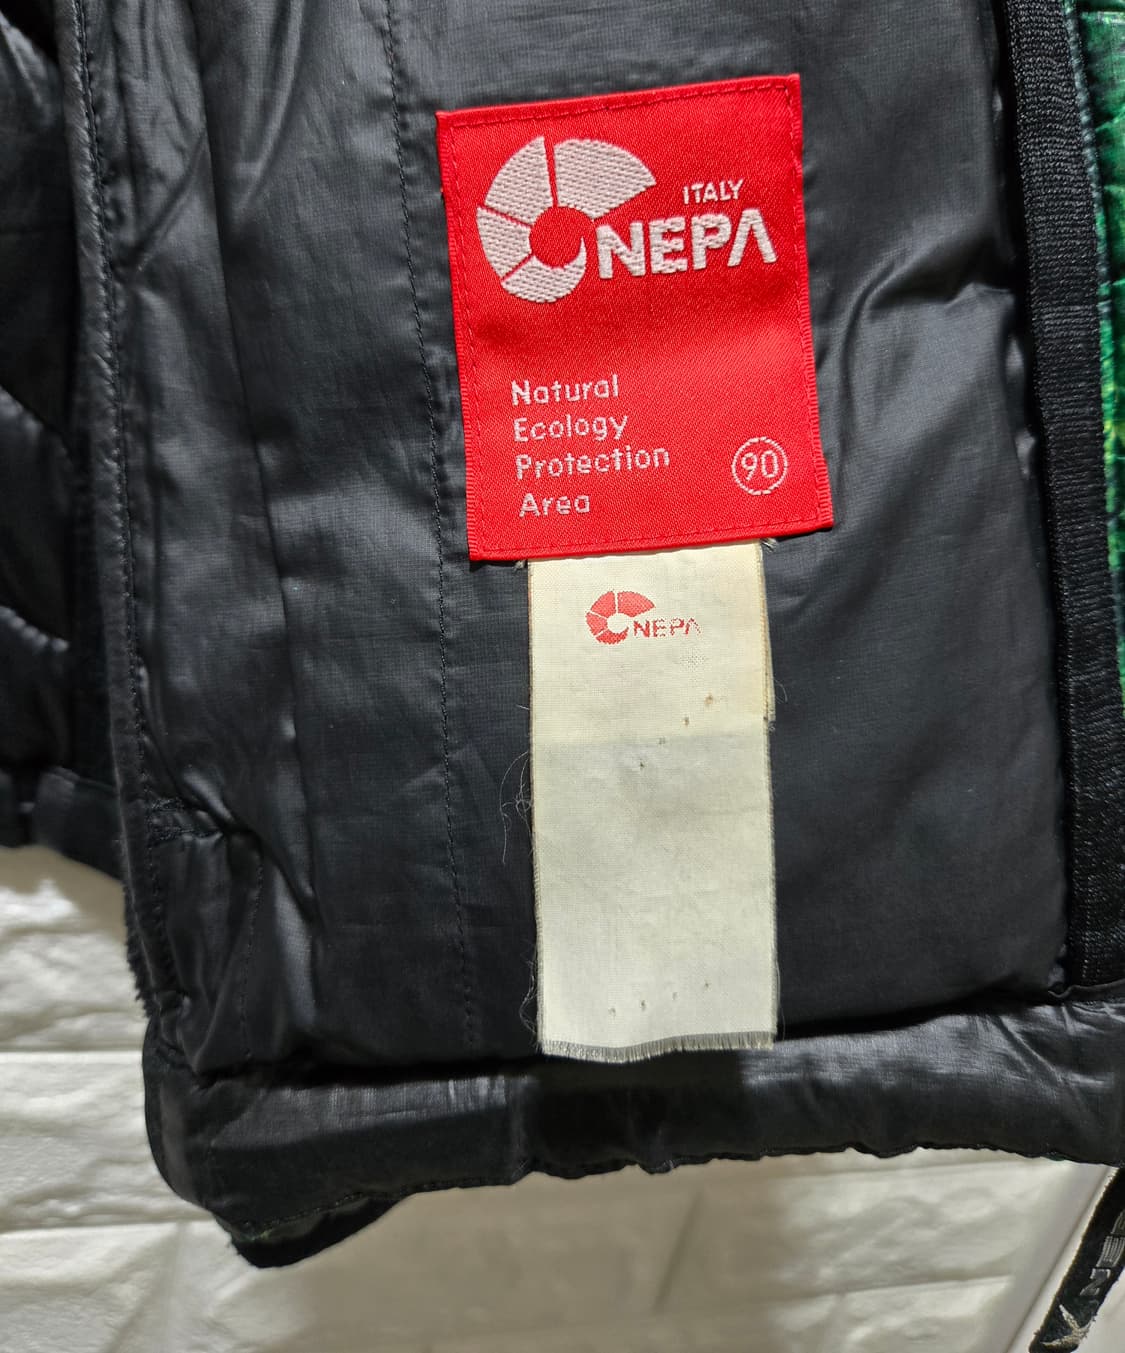 ITALY
NEPA
Natural
Ecology
Protection
Area
90
NEPA